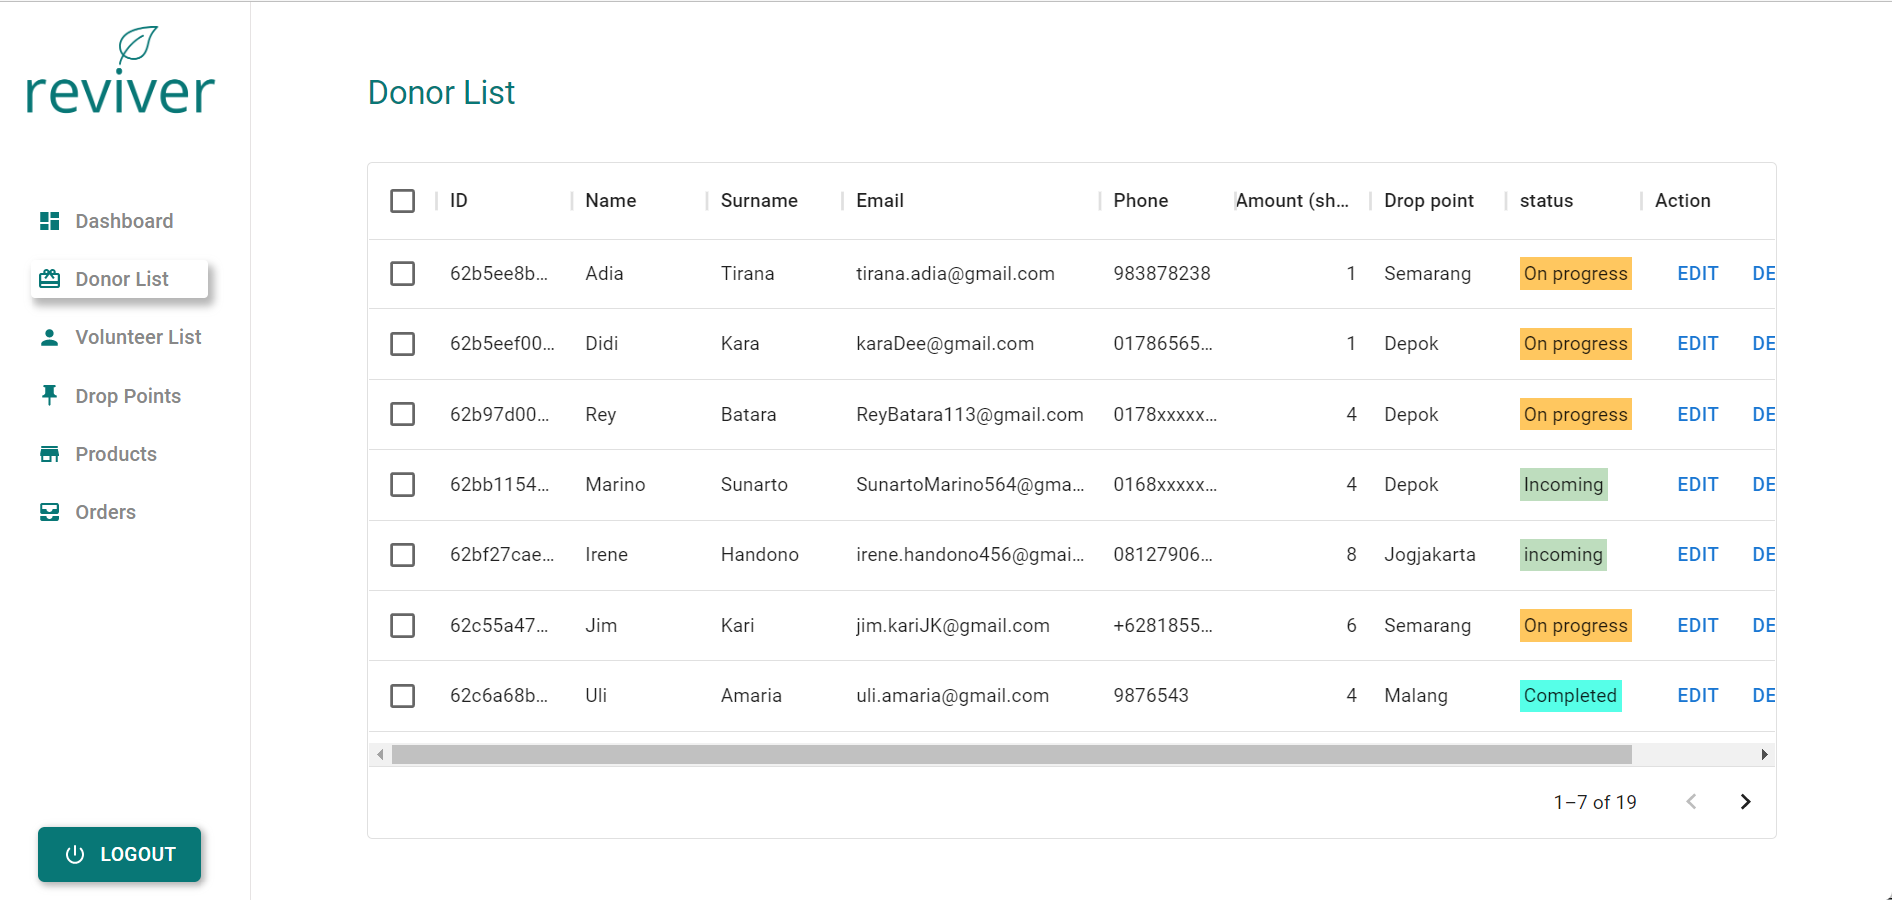 reviver
Dashboard
Donor List
Volunteer List
Drop Points
Products
Orders
LOGOUT
Donor List
ID Name Surname Email Phone Amount (sh... Drop point status Action
62b5ee8b... Adia Tirana tirana.adia@gmail.com 983878238 1 Semarang On progress EDIT DE
62b5eef00... Didi Kara karaDee@gmail.com 01786565... 1 Depok On progress EDIT DE
62b97d00... Rey Batara ReyBatara113@gmail.com 0178xxxxx... 4 Depok On progress EDIT DE
62bb1154... Marino Sunarto SunartoMarino564@gma... 0168xxxxx... 4 Depok Incoming EDIT DE
62bf27cae... Irene Handono irene.handono456@gmai... 08127906... 8 Jogjakarta incoming EDIT DE
62c55a47... Jim Kari jim.kariJK@gmail.com +6281855... 6 Semarang On progress EDIT DE
62c6a68b... Uli Amaria uli.amaria@gmail.com 9876543 4 Malang Completed EDIT DE
1–7 of 19